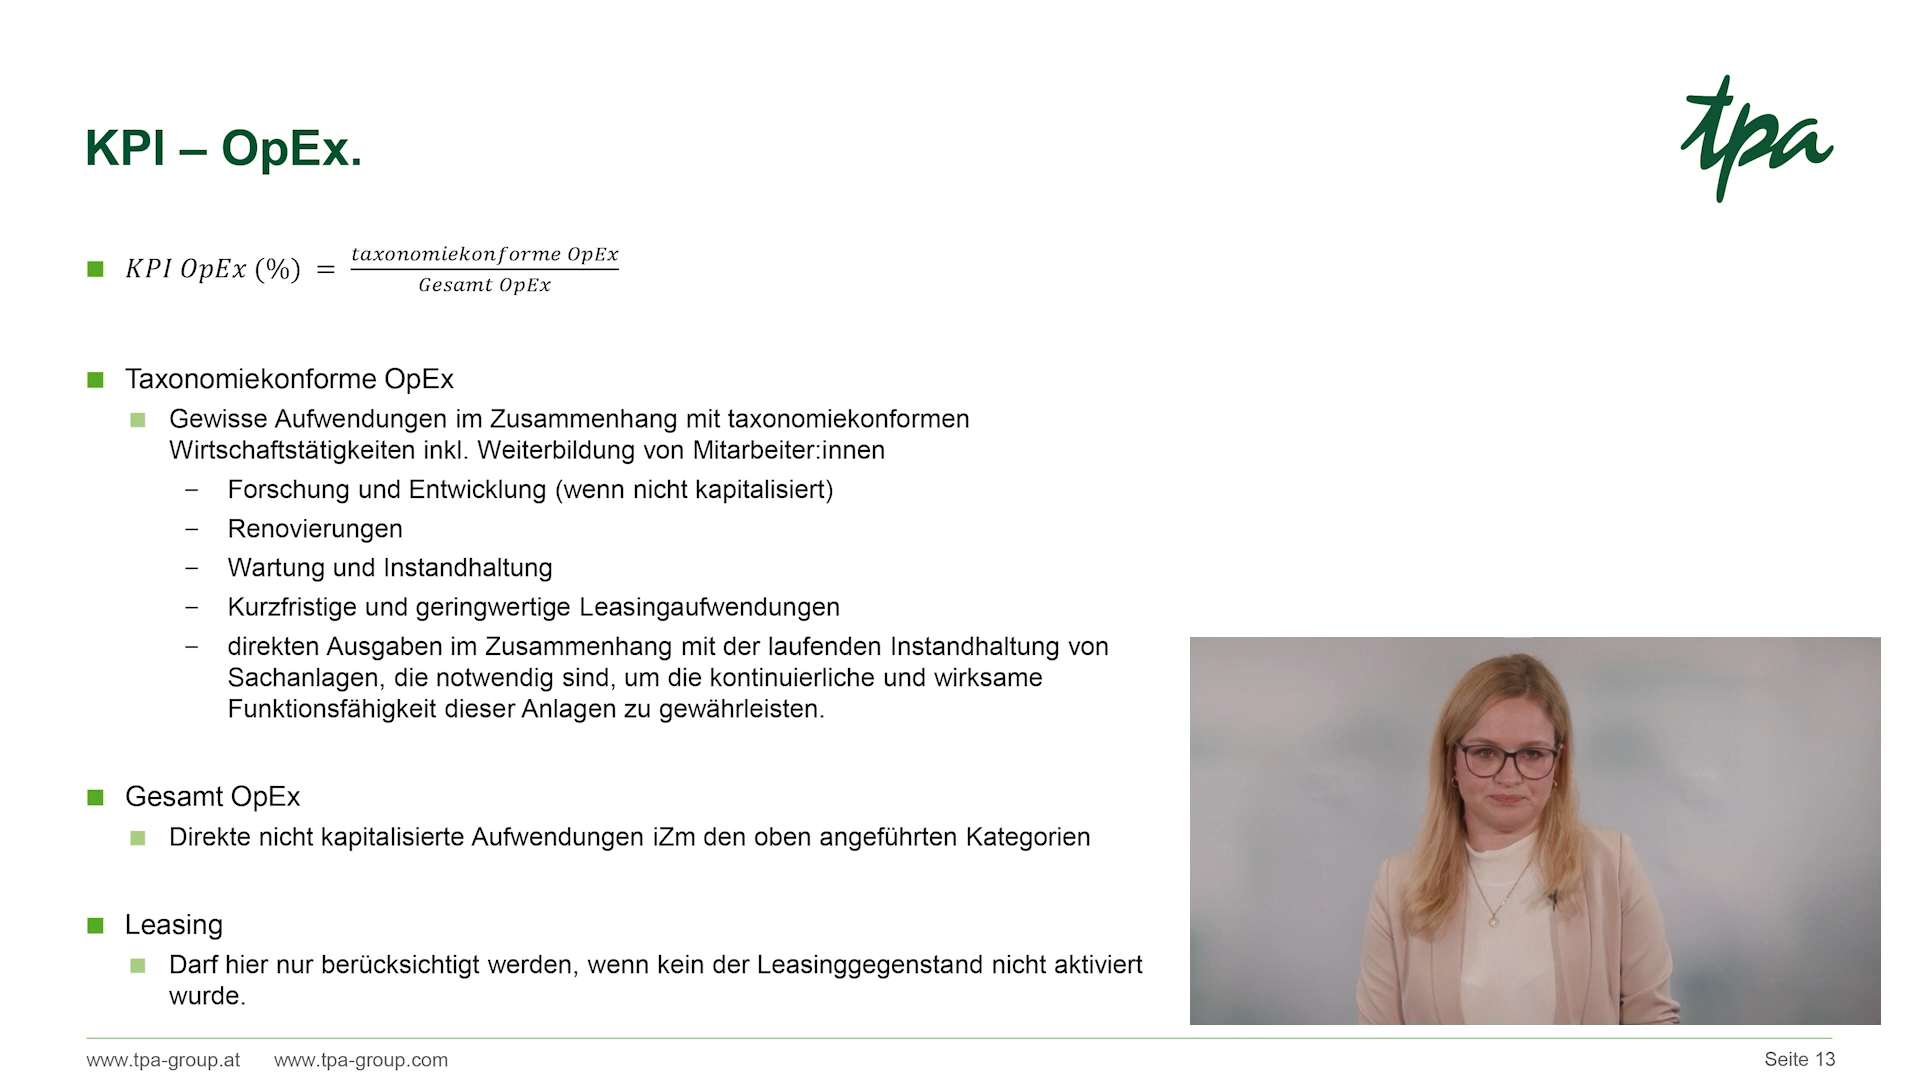 tpa
KPI – OpEx.
KPI OpEx (%) = taxonomiekonforme OpEx / Gesamt OpEx
Taxonomiekonforme OpEx
Gewisse Aufwendungen im Zusammenhang mit taxonomiekonformen
Wirtschaftstätigkeiten inkl. Weiterbildung von Mitarbeiter:innen
– Forschung und Entwicklung (wenn nicht kapitalisiert)
– Renovierungen
– Wartung und Instandhaltung
– Kurzfristige und geringwertige Leasingaufwendungen
– direkten Ausgaben im Zusammenhang mit der laufenden Instandhaltung von
Sachanlagen, die notwendig sind, um die kontinuierliche und wirksame
Funktionsfähigkeit dieser Anlagen zu gewährleisten.
Gesamt OpEx
Direkte nicht kapitalisierte Aufwendungen iZm den oben angeführten Kategorien
Leasing
Darf hier nur berücksichtigt werden, wenn kein der Leasinggegenstand nicht aktiviert
wurde.
www.tpa-group.at www.tpa-group.com
Seite 13